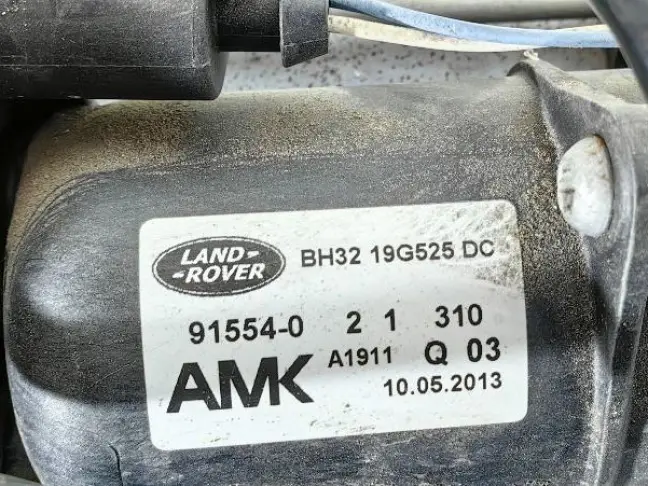 LAND-
-ROVER
BH32 19G525 DC
91554-0 2 1 310
AMK A1911 Q 03
10.05.2013